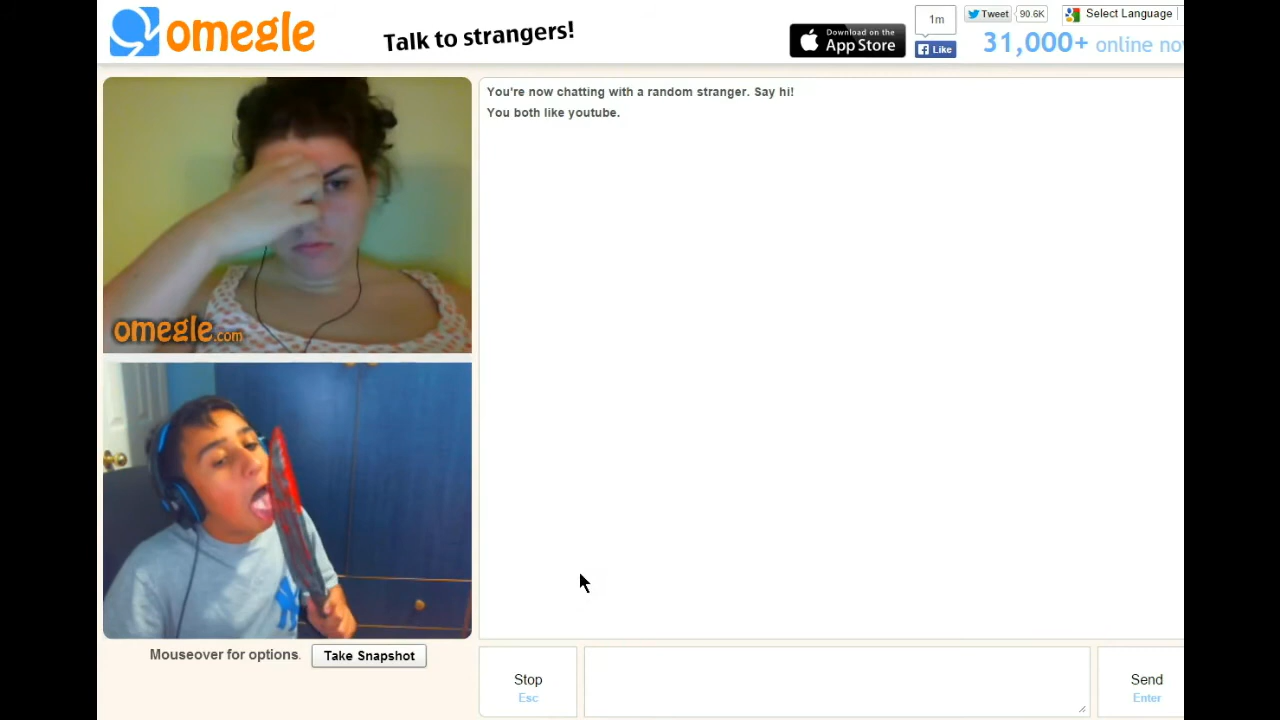 omegle
Talk to strangers!
Download on the
App Store
1m
Like
Tweet
90.6K
Select Language
31,000+ online no
You're now chatting with a random stranger. Say hi!
You both like youtube.
omegle.com
Mouseover for options.
Take Snapshot
Stop
Esc
Send
Enter